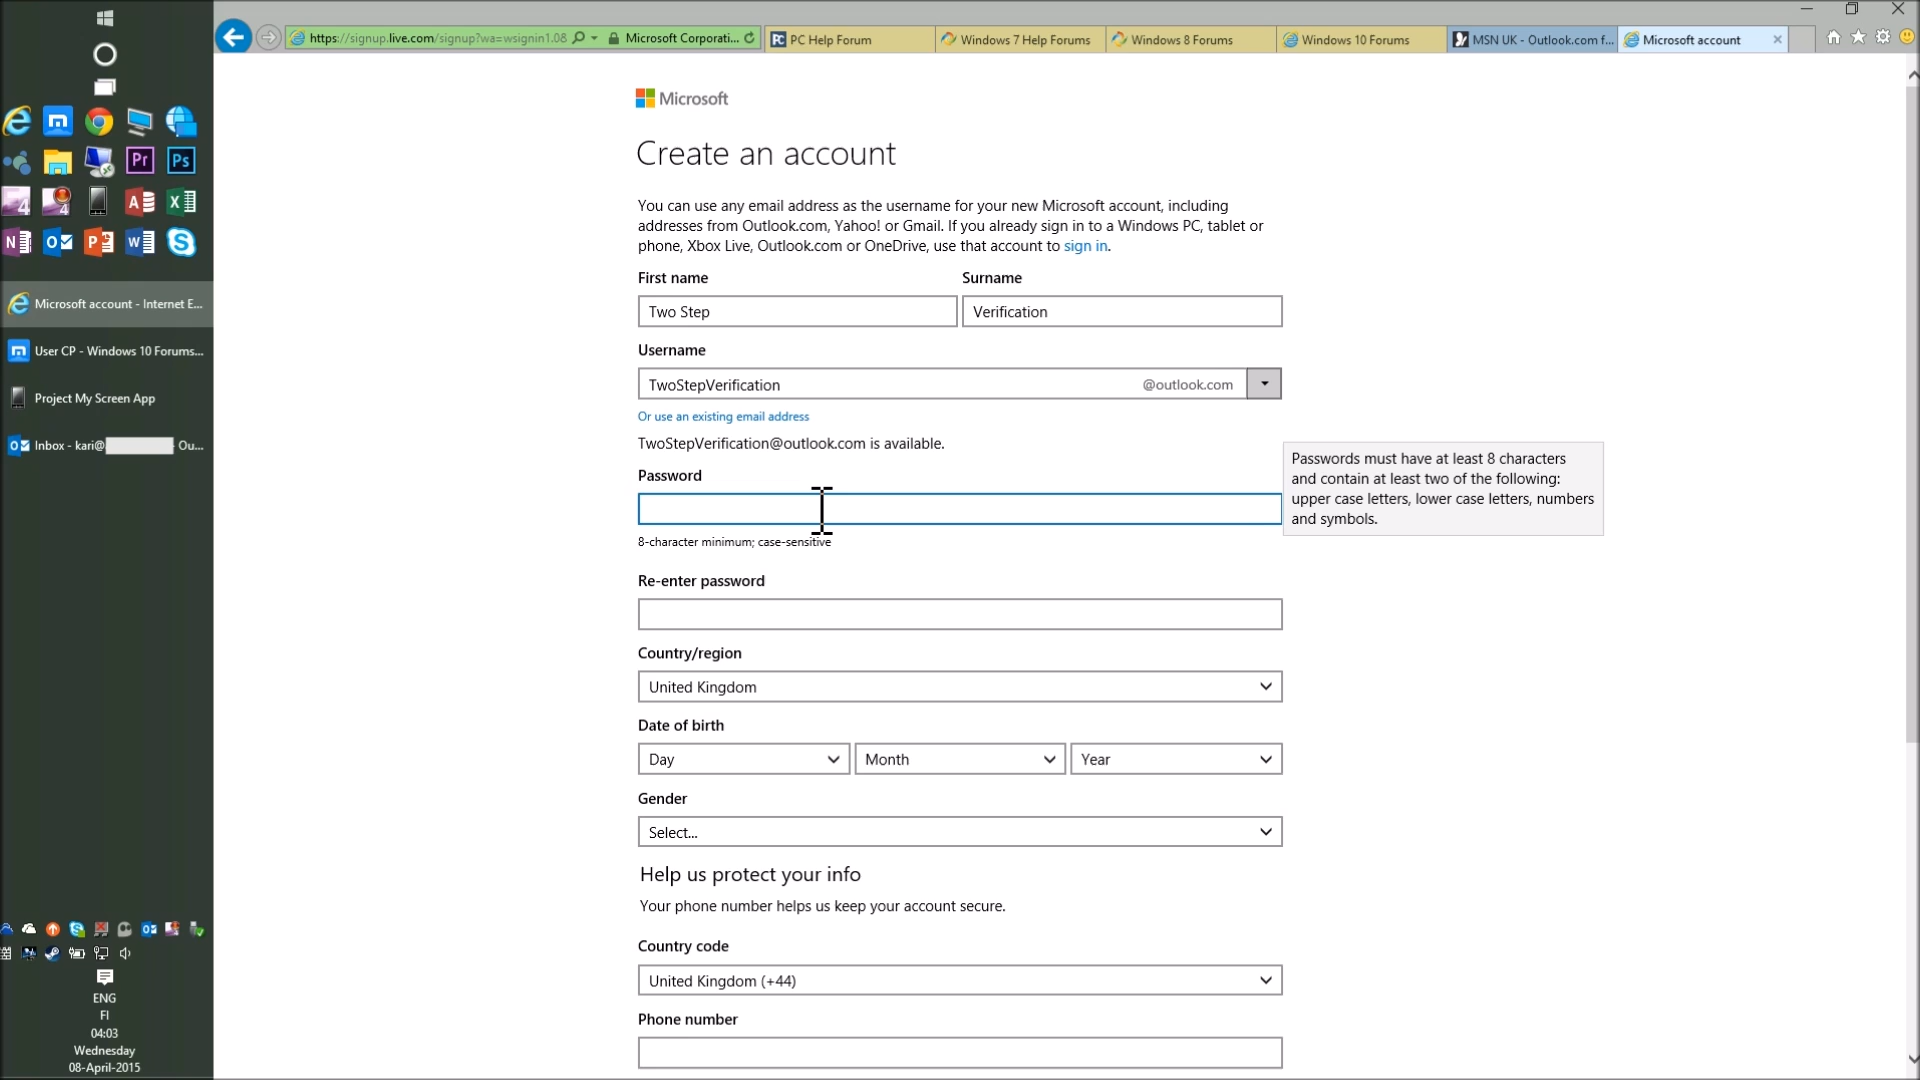 https://signup.live.com/signup?wa=wsignin1.08
Microsoft Corporati...
PC Help Forum
Windows 7 Help Forums
Windows 8 Forums
Windows 10 Forums
MSN UK - Outlook.com f...
Microsoft account
Pr
Ps
4
4
A
X
N
O
P
W
S
Microsoft account - Internet E...
User CP - Windows 10 Forums...
Project My Screen App
Inbox - kari@ Ou...
ENG
FI
04:03
Wednesday
08-April-2015
Microsoft
Create an account
You can use any email address as the username for your new Microsoft account, including
addresses from Outlook.com, Yahoo! or Gmail. If you already sign in to a Windows PC, tablet or
phone, Xbox Live, Outlook.com or OneDrive, use that account to sign in.
First name
Surname
Two Step
Verification
Username
TwoStepVerification
@outlook.com
Or use an existing email address
TwoStepVerification@outlook.com is available.
Password
Passwords must have at least 8 characters
and contain at least two of the following:
upper case letters, lower case letters, numbers
and symbols.
8-character minimum; case-sensitive
Re-enter password
Country/region
United Kingdom
Date of birth
Day
Month
Year
Gender
Select...
Help us protect your info
Your phone number helps us keep your account secure.
Country code
United Kingdom (+44)
Phone number